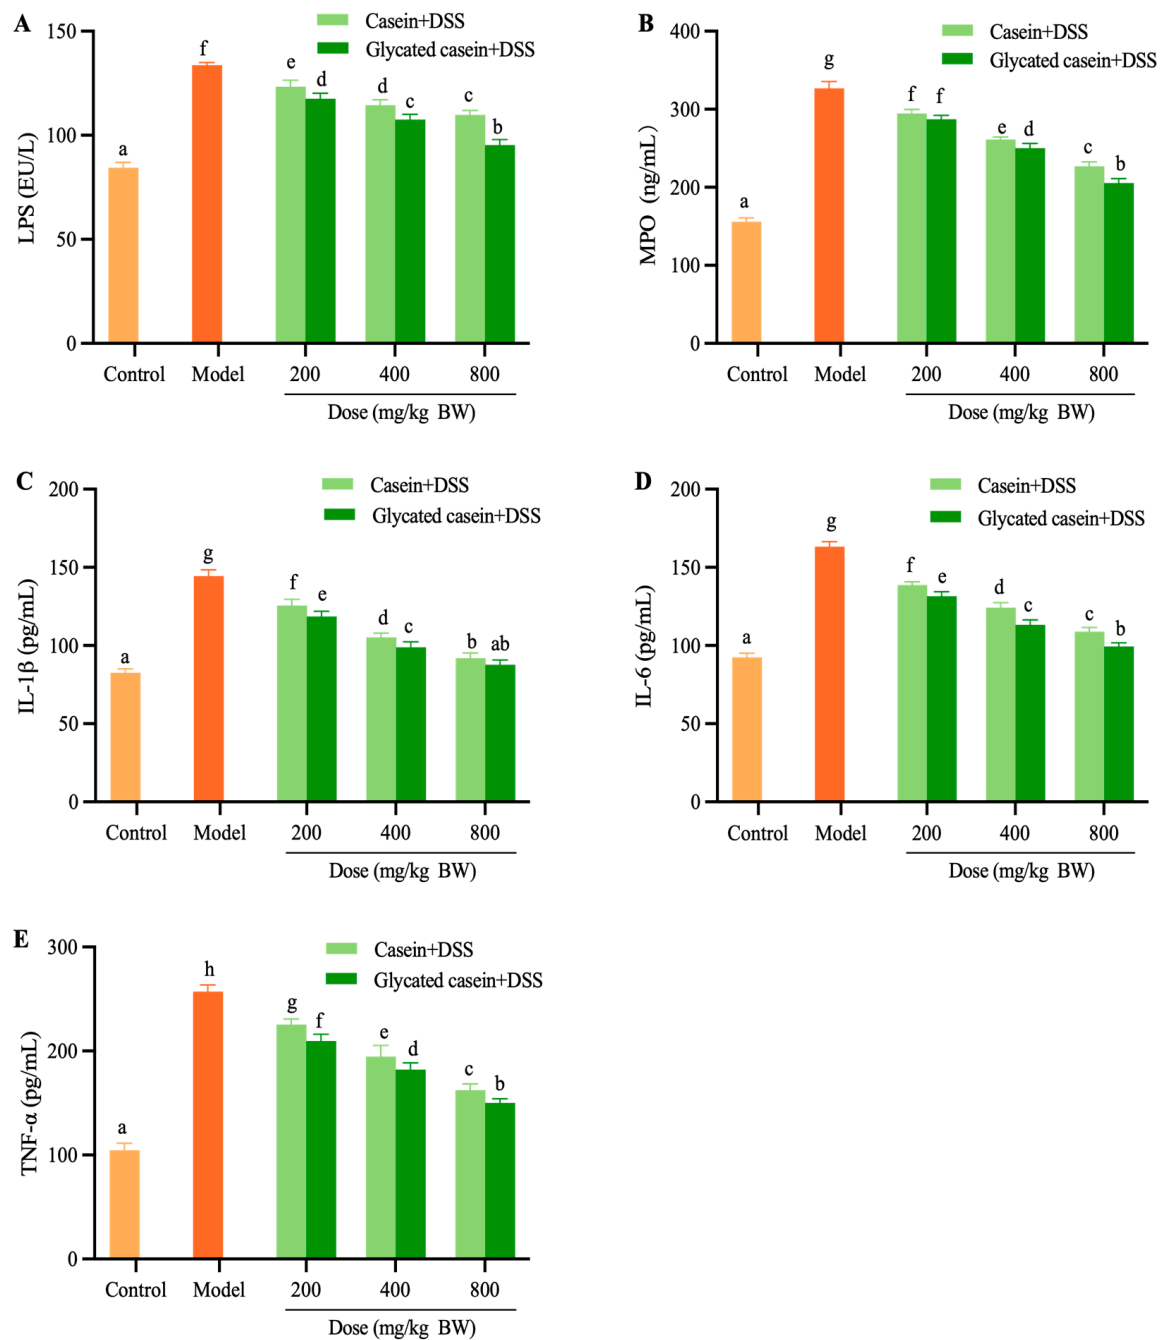 A
Casein+DSS
Glycated casein+DSS
LPS (EU/L)
150
100
50
0
a
f
e
d
d
c
c
b
Control Model 200 400 800
Dose (mg/kg BW)
B
Casein+DSS
Glycated casein+DSS
MPO (ng/mL)
400
300
200
100
0
a
g
f
f
e
d
c
b
Control Model 200 400 800
Dose (mg/kg BW)
C
Casein+DSS
Glycated casein+DSS
IL-1β (pg/mL)
200
150
100
50
0
a
g
f
e
d
c
b
ab
Control Model 200 400 800
Dose (mg/kg BW)
D
Casein+DSS
Glycated casein+DSS
IL-6 (pg/mL)
200
150
100
50
0
a
g
f
e
d
c
c
b
Control Model 200 400 800
Dose (mg/kg BW)
E
Casein+DSS
Glycated casein+DSS
TNF-α (pg/mL)
300
200
100
0
a
h
g
f
e
d
c
b
Control Model 200 400 800
Dose (mg/kg BW)